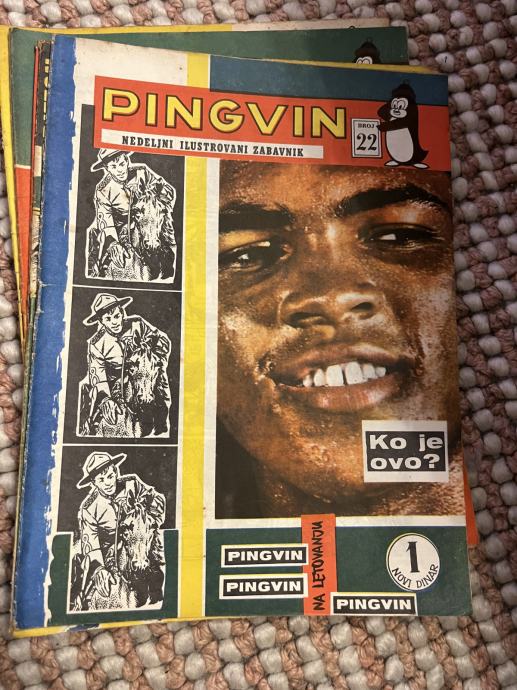 PINGVIN
NEDELJNI ILUSTROVANI ZABAVNIK
BROJ
22
Ko je
ovo?
PINGVIN
PINGVIN
NA LETOVANJU
PINGVIN
1
NOVI DINAR